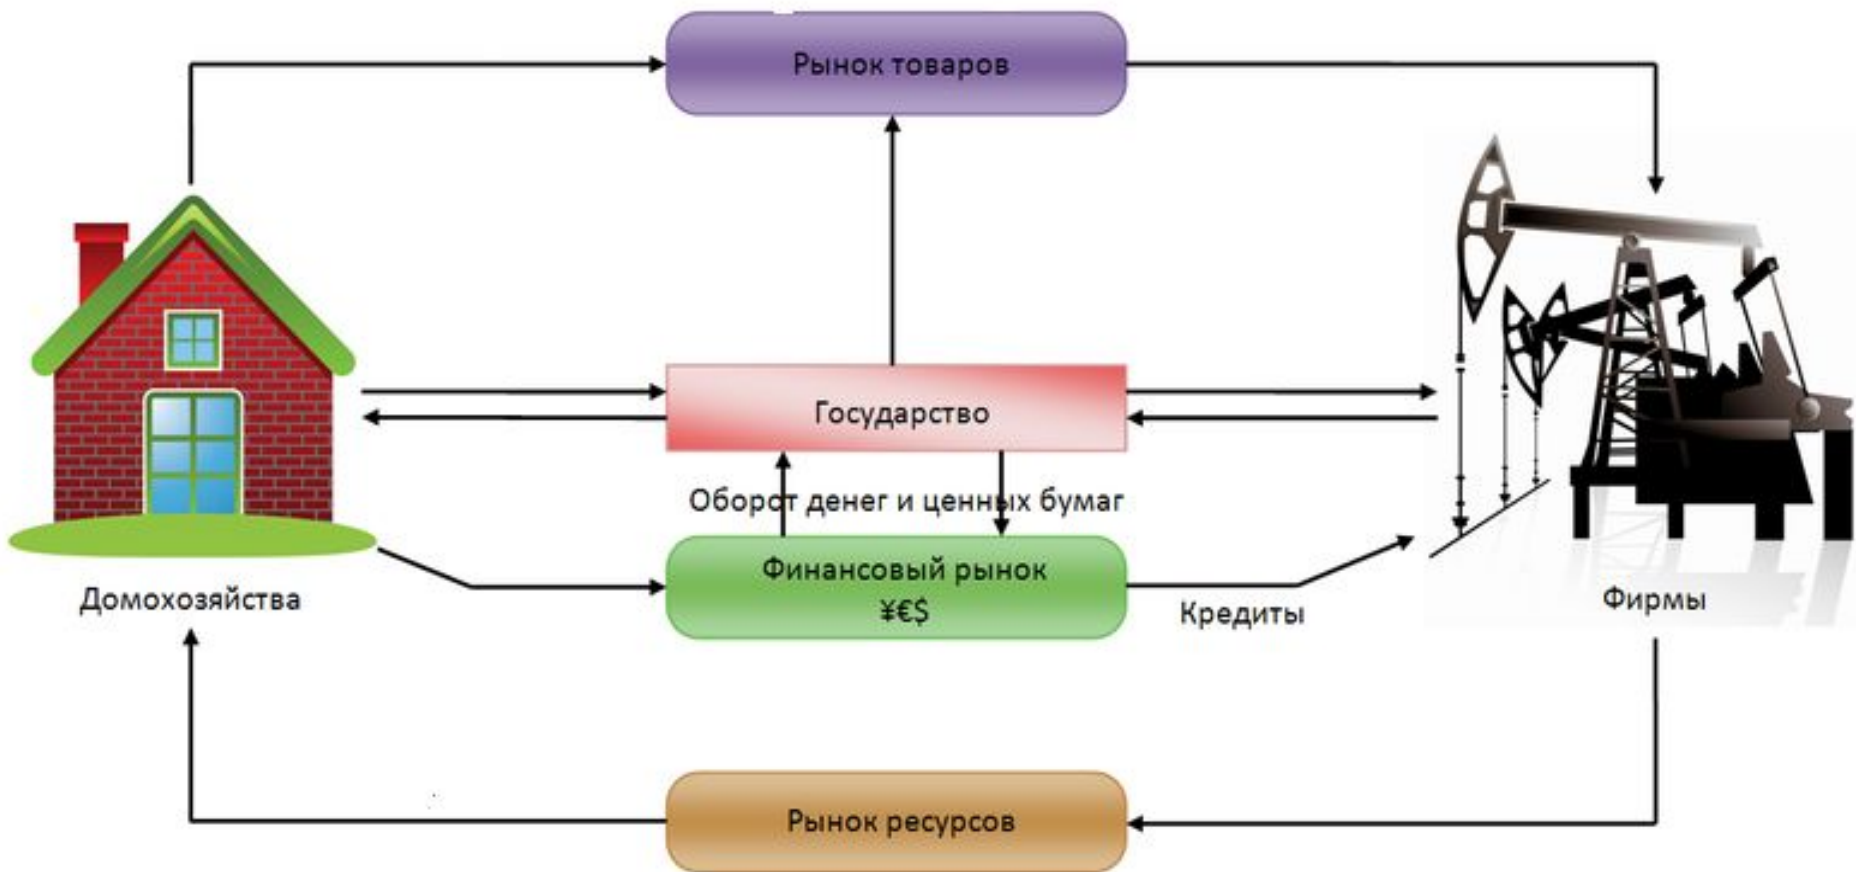 Рынок товаров
Государство
Оборот денег и ценных бумаг
Финансовый рынок
¥€$
Домохозяйства
Кредиты
Фирмы
Рынок ресурсов